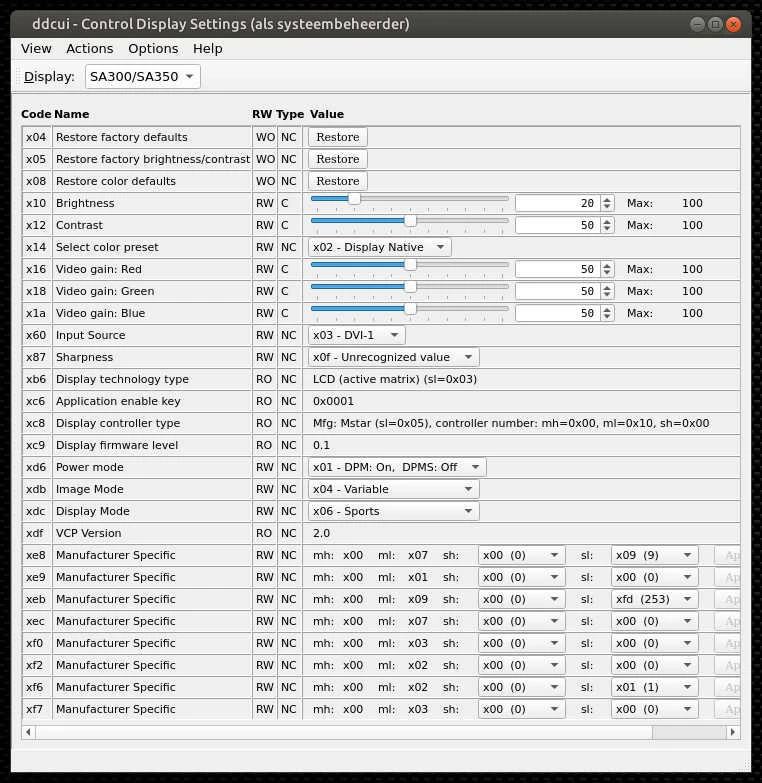 ddcui - Control Display Settings (als systeembeheerder)
View Actions Options Help
Display: SA300/SA350
Code Name RW Type Value
x04 Restore factory defaults WO NC Restore
x05 Restore factory brightness/contrast WO NC Restore
x08 Restore color defaults WO NC Restore
x10 Brightness RW C 20 Max: 100
x12 Contrast RW C 50 Max: 100
x14 Select color preset RW NC x02 - Display Native
x16 Video gain: Red RW C 50 Max: 100
x18 Video gain: Green RW C 50 Max: 100
x1a Video gain: Blue RW C 50 Max: 100
x60 Input Source RW NC x03 - DVI-1
x87 Sharpness RW NC x0f - Unrecognized value
xb6 Display technology type RO NC LCD (active matrix) (sl=0x03)
xc6 Application enable key RO NC 0x0001
xc8 Display controller type RO NC Mfg: Mstar (sl=0x05), controller number: mh=0x00, ml=0x10, sh=0x00
xc9 Display firmware level RO NC 0.1
xd6 Power mode RW NC x01 - DPM: On, DPMS: Off
xdb Image Mode RW NC x04 - Variable
xdc Display Mode RW NC x06 - Sports
xdf VCP Version RO NC 2.0
xe8 Manufacturer Specific RW NC mh: x00 ml: x07 sh: x00 (0) sl: x09 (9) Ap
xe9 Manufacturer Specific RW NC mh: x00 ml: x01 sh: x00 (0) sl: x00 (0) Ap
xeb Manufacturer Specific RW NC mh: x00 ml: x09 sh: x00 (0) sl: xfd (253) Ap
xec Manufacturer Specific RW NC mh: x00 ml: x07 sh: x00 (0) sl: x00 (0) Ap
xf0 Manufacturer Specific RW NC mh: x00 ml: x03 sh: x00 (0) sl: x00 (0) Ap
xf2 Manufacturer Specific RW NC mh: x00 ml: x02 sh: x00 (0) sl: x00 (0) Ap
xf6 Manufacturer Specific RW NC mh: x00 ml: x02 sh: x00 (0) sl: x01 (1) Ap
xf7 Manufacturer Specific RW NC mh: x00 ml: x03 sh: x00 (0) sl: x00 (0) Ap